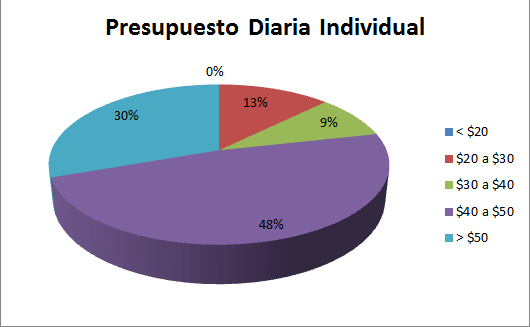 Presupuesto Diaria Individual
0%
13%
30%
9%
48%
< $20
$20 a $30
$30 a $40
$40 a $50
> $50